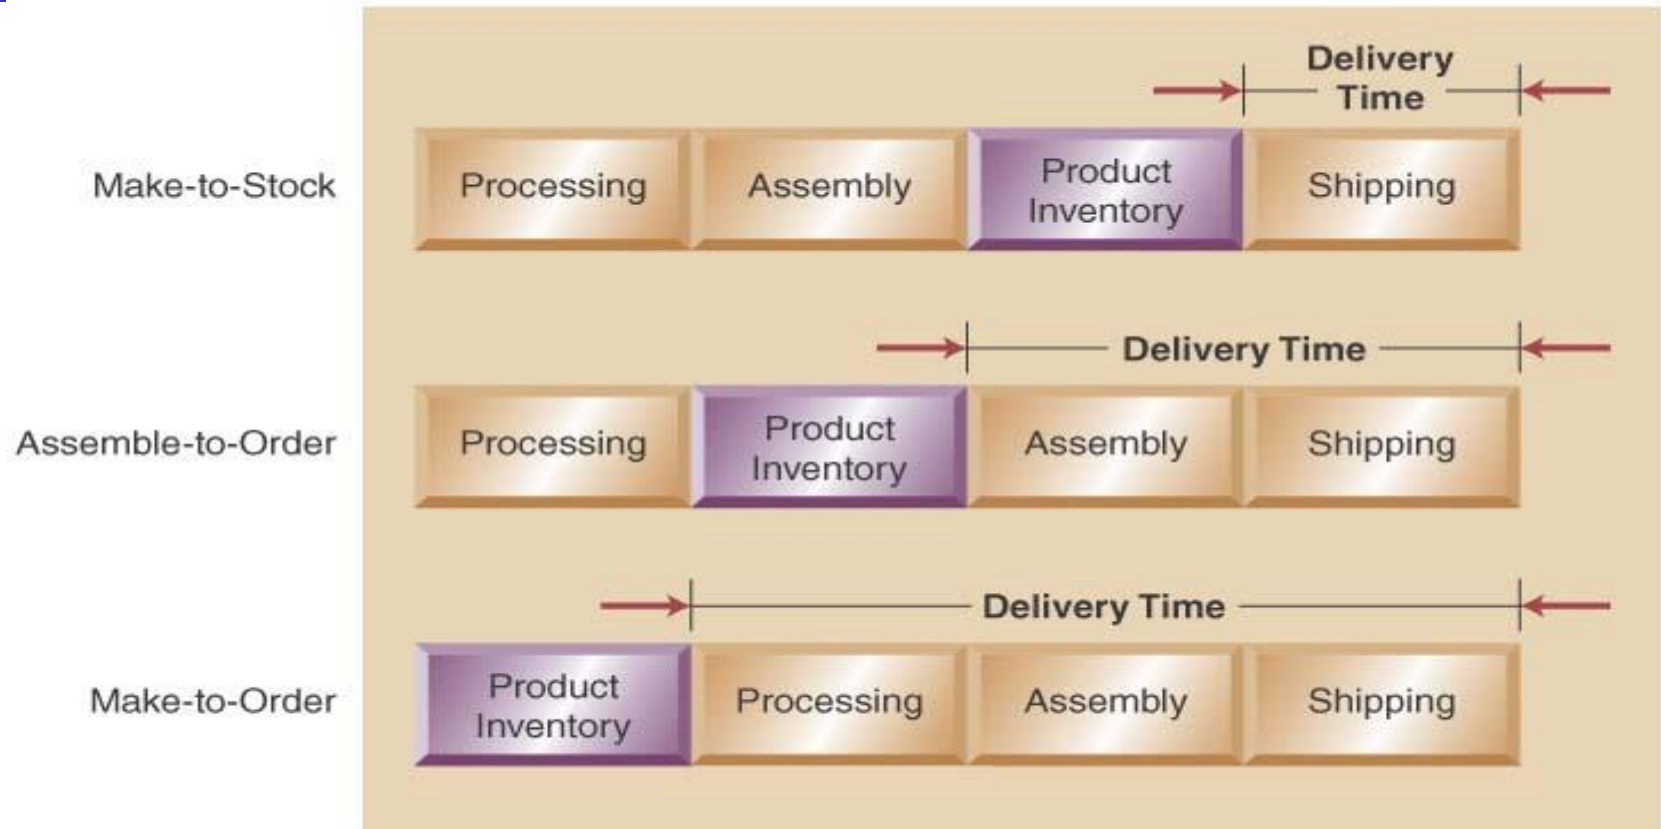 Delivery
Time
Make-to-Stock
Processing
Assembly
Product
Inventory
Shipping
Delivery Time
Assemble-to-Order
Processing
Product
Inventory
Assembly
Shipping
Delivery Time
Make-to-Order
Product
Inventory
Processing
Assembly
Shipping